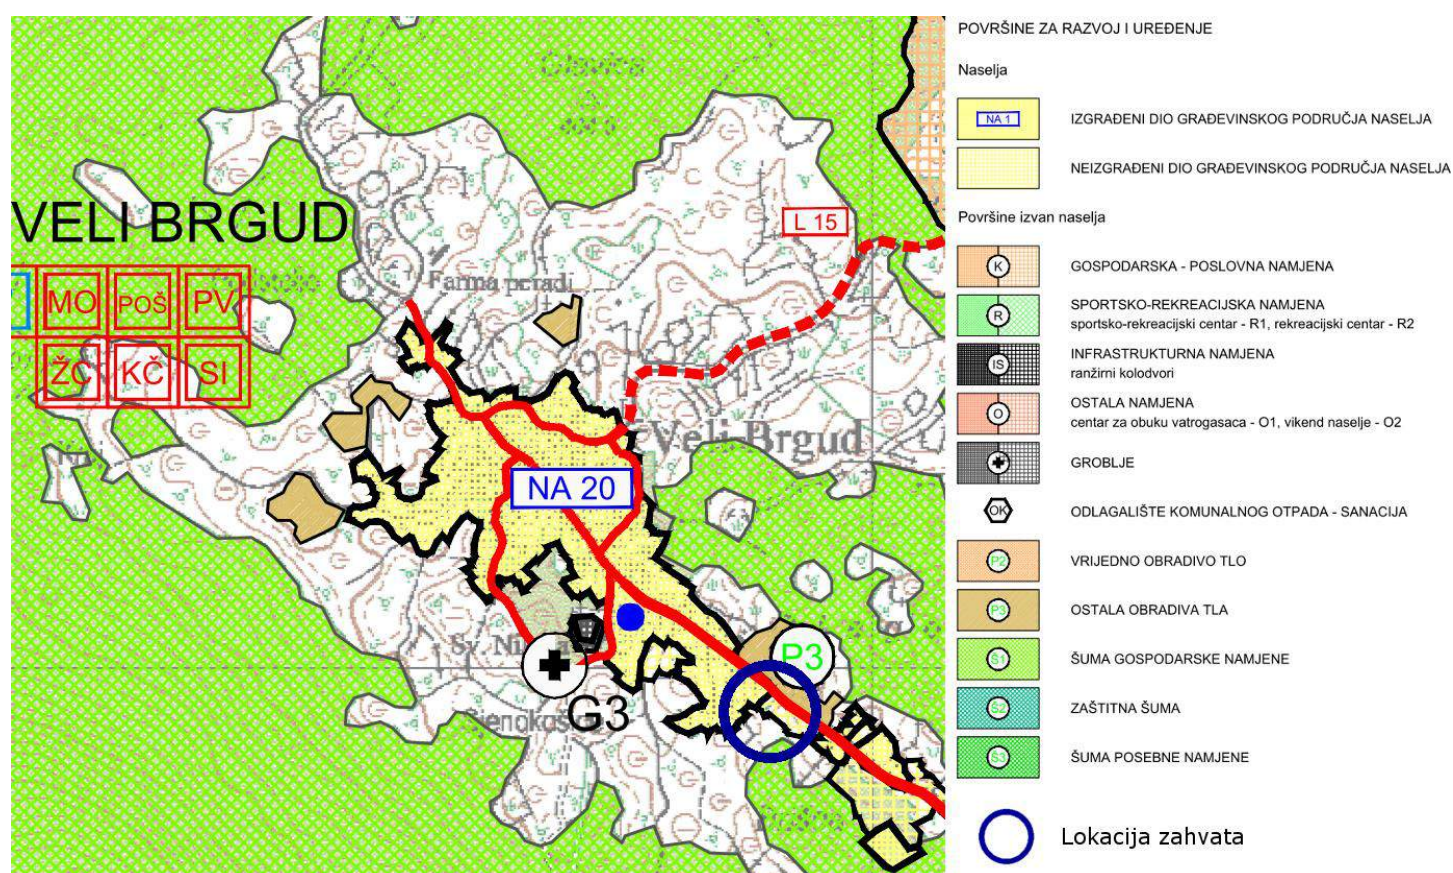 VELI BRGUD
MO POŠ PV
ŽC KČ SI
Farma peradi
L 15
Veli Brgud
NA 20
P3
G3
POVRŠINE ZA RAZVOJ I UREĐENJE
Naselja
NA 1 IZGRAĐENI DIO GRAĐEVINSKOG PODRUČJA NASELJA
NEIZGRAĐENI DIO GRAĐEVINSKOG PODRUČJA NASELJA
Površine izvan naselja
K GOSPODARSKA - POSLOVNA NAMJENA
R SPORTSKO-REKREACIJSKA NAMJENA
sportsko-rekreacijski centar - R1, rekreacijski centar - R2
IS INFRASTRUKTURNA NAMJENA
ranžirni kolodvori
O OSTALA NAMJENA
centar za obuku vatrogasaca - O1, vikend naselje - O2
GROBLJE
OK ODLAGALIŠTE KOMUNALNOG OTPADA - SANACIJA
P2 VRIJEDNO OBRADIVO TLO
P3 OSTALA OBRADIVA TLA
Š1 ŠUMA GOSPODARSKE NAMJENE
Š2 ZAŠTITNA ŠUMA
Š3 ŠUMA POSEBNE NAMJENE
Lokacija zahvata